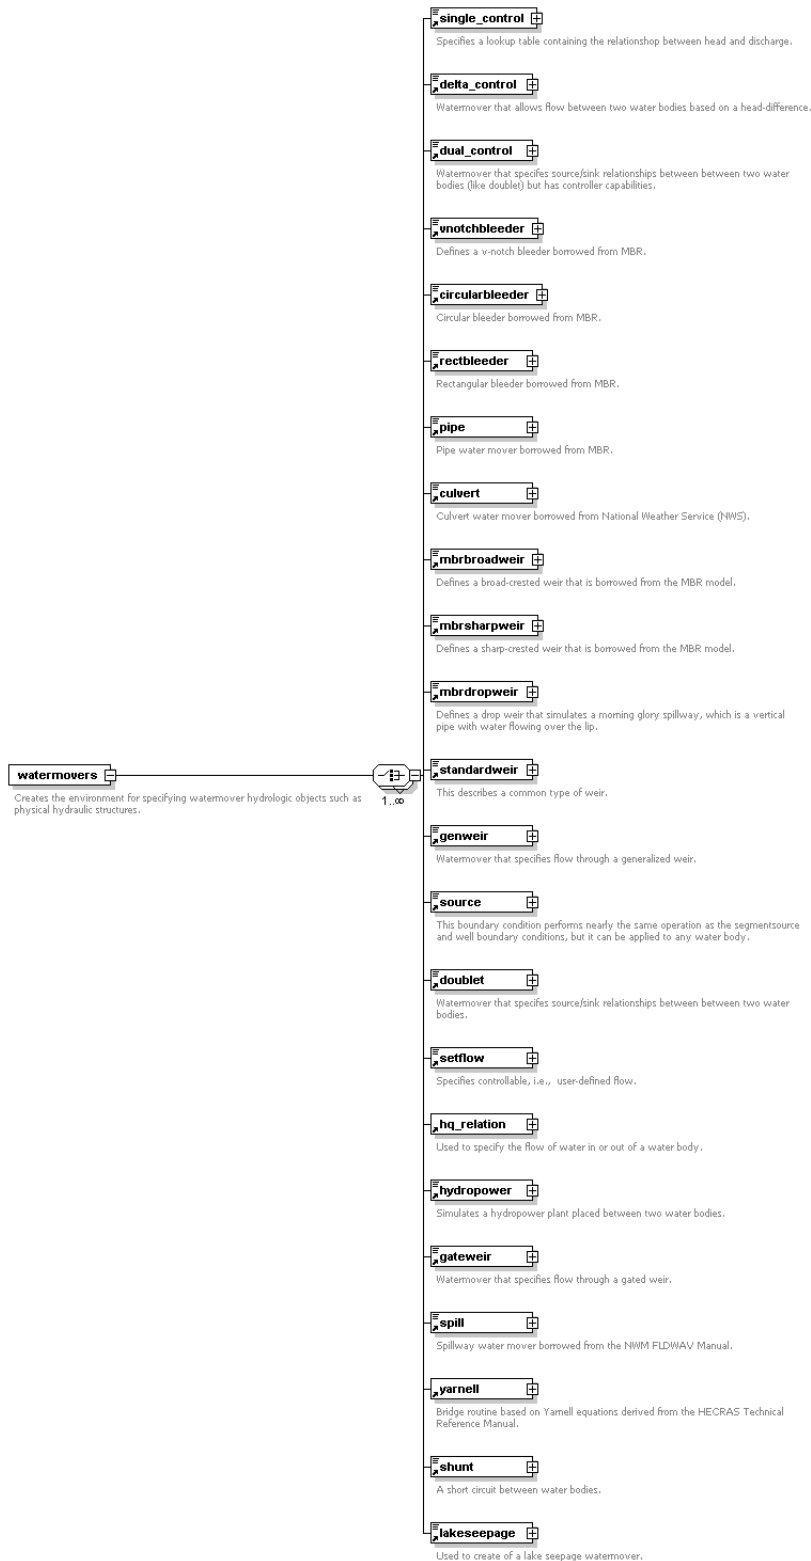 single_control
Specifies a lookup table containing the relationshop between head and discharge.
delta_control
Watermover that allows flow between two water bodies based on a head-difference.
dual_control
Watermover that specifes source/sink relationships between between two water
bodies (like doublet) but has controller capabilities.
vnotchbleeder
Defines a v-notch bleeder borrowed from MBR.
circularbleeder
Circular bleeder borrowed from MBR.
rectbleeder
Rectangular bleeder borrowed from MBR.
pipe
Pipe water mover borrowed from MBR.
culvert
Culvert water mover borrowed from National Weather Service (NWS).
mbrbroadweir
Defines a broad-crested weir that is borrowed from the MBR model.
mbrsharpweir
Defines a sharp-crested weir that is borrowed from the MBR model.
mbrdropweir
Defines a drop weir that simulates a morning glory spillway, which is a vertical
pipe with water flowing over the lip.
watermovers
Creates the environment for specifying watermover hydrologic objects such as
physical hydraulic structures.
1..∞
standardweir
This describes a common type of weir.
genweir
Watermover that specifies flow through a generalized weir.
source
This boundary condition performs nearly the same operation as the segmentsource
and well boundary conditions, but it can be applied to any water body.
doublet
Watermover that specifes source/sink relationships between between two water
bodies.
setflow
Specifies controllable, i.e., user-defined flow.
hq_relation
Used to specify the flow of water in or out of a water body.
hydropower
Simulates a hydropower plant placed between two water bodies.
gateweir
Watermover that specifies flow through a gated weir.
spill
Spillway water mover borrowed from the NWM FLDWAV Manual.
yarnell
Bridge routine based on Yarnell equations derived from the HECRAS Technical
Reference Manual.
shunt
A short circuit between water bodies.
lakeseepage
Used to create of a lake seepage watermover.